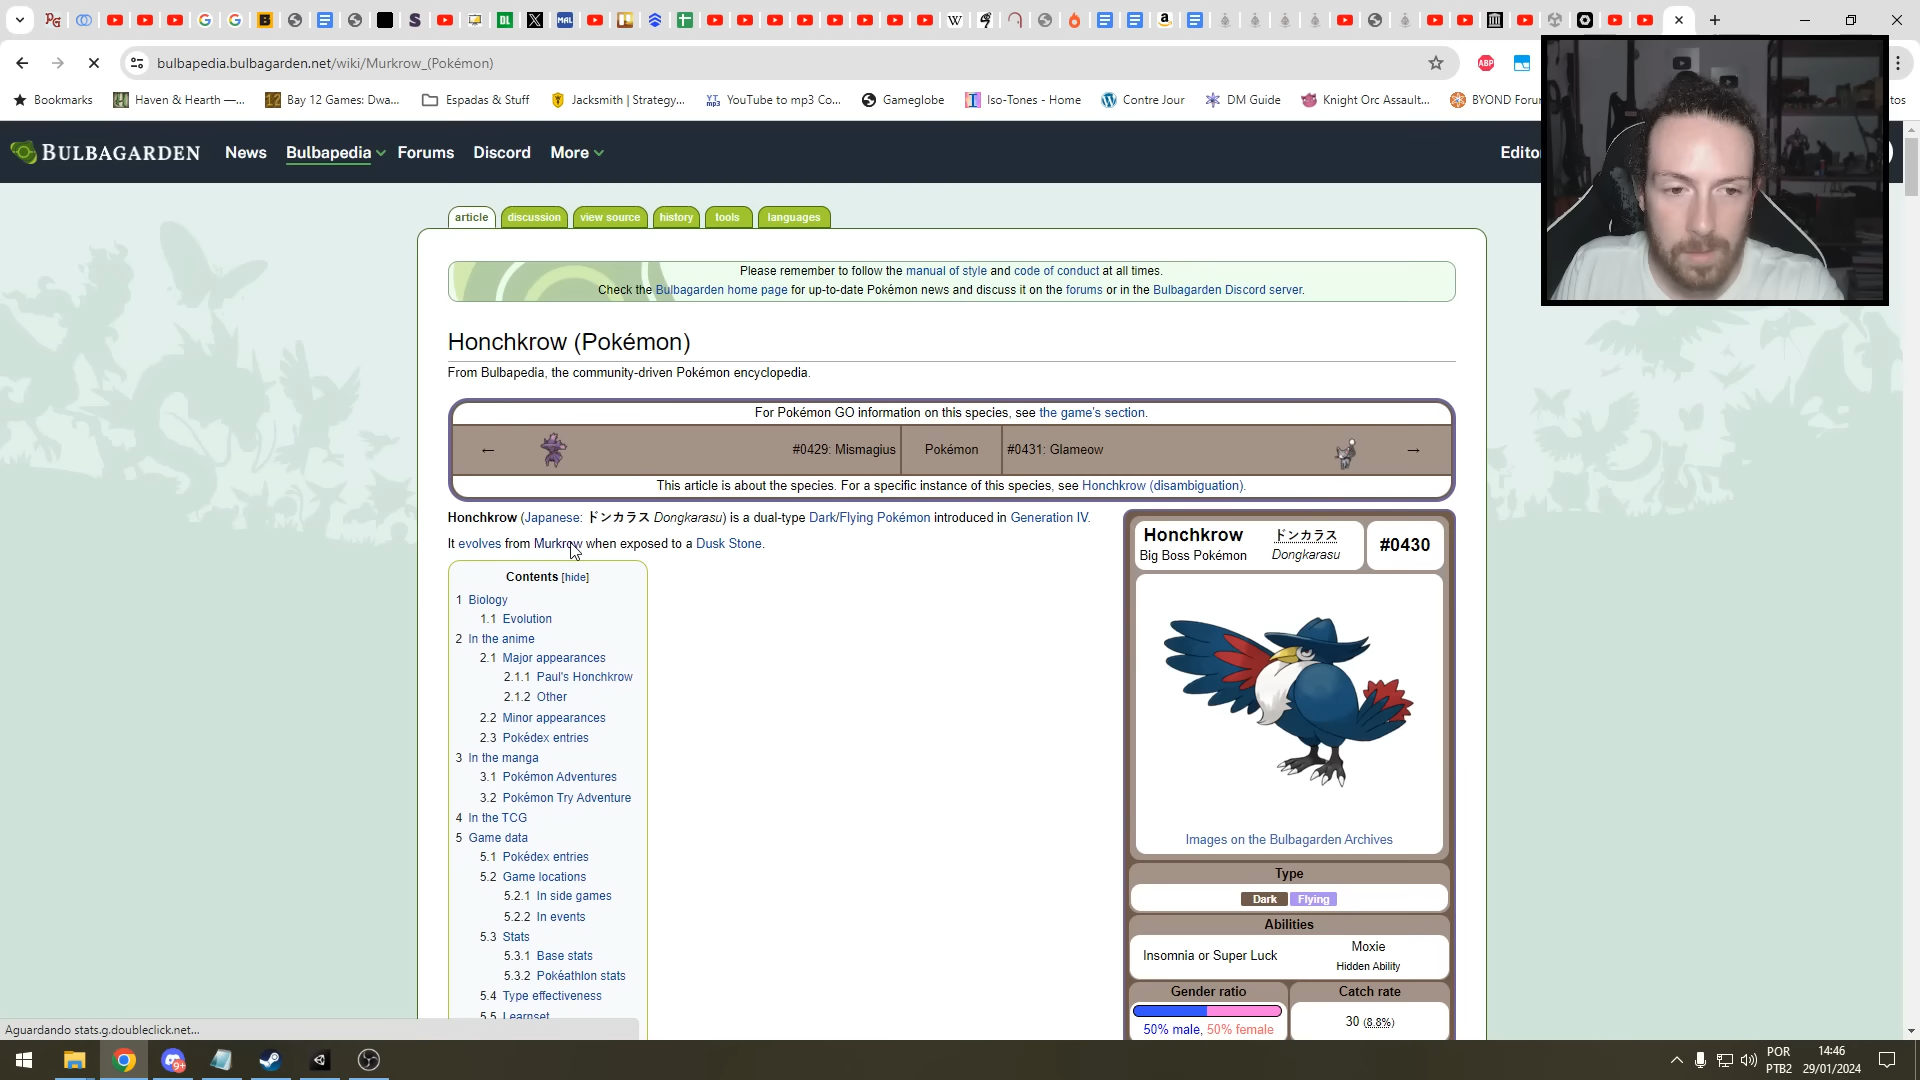 bulbapedia.bulbagarden.net/wiki/Murkrow_(Pokémon)
ABP
Bookmarks
Haven & Hearth —...
Bay 12 Games: Dwa...
Espadas & Stuff
Jacksmith | Strategy...
YouTube to mp3 Co...
Gameglobe
Iso-Tones - Home
Contre Jour
DM Guide
Knight Orc Assault...
BYOND Foru
tos
BULBAGARDEN
News
Bulbapedia
Forums
Discord
More
Edito
article
discussion
view source
history
tools
languages
Please remember to follow the manual of style and code of conduct at all times.
Check the Bulbagarden home page for up-to-date Pokémon news and discuss it on the forums or in the Bulbagarden Discord server.
Honchkrow (Pokémon)
From Bulbapedia, the community-driven Pokémon encyclopedia.
For Pokémon GO information on this species, see the game's section.
← #0429: Mismagius Pokémon #0431: Glameow →
This article is about the species. For a specific instance of this species, see Honchkrow (disambiguation).
Honchkrow (Japanese: ドンカラス Dongkarasu) is a dual-type Dark/Flying Pokémon introduced in Generation IV.
It evolves from Murkrow when exposed to a Dusk Stone.
Contents [hide]
1 Biology
1.1 Evolution
2 In the anime
2.1 Major appearances
2.1.1 Paul's Honchkrow
2.1.2 Other
2.2 Minor appearances
2.3 Pokédex entries
3 In the manga
3.1 Pokémon Adventures
3.2 Pokémon Try Adventure
4 In the TCG
5 Game data
5.1 Pokédex entries
5.2 Game locations
5.2.1 In side games
5.2.2 In events
5.3 Stats
5.3.1 Base stats
5.3.2 Pokéathlon stats
5.4 Type effectiveness
5.5 Learnset
Honchkrow
Big Boss Pokémon
ドンカラス
Dongkarasu
#0430
Images on the Bulbagarden Archives
Type
Dark Flying
Abilities
Insomnia or Super Luck
Moxie
Hidden Ability
Gender ratio
50% male, 50% female
Catch rate
30 (8.8%)
Aguardando stats.g.doubleclick.net...
POR
PTB2
14:46
29/01/2024